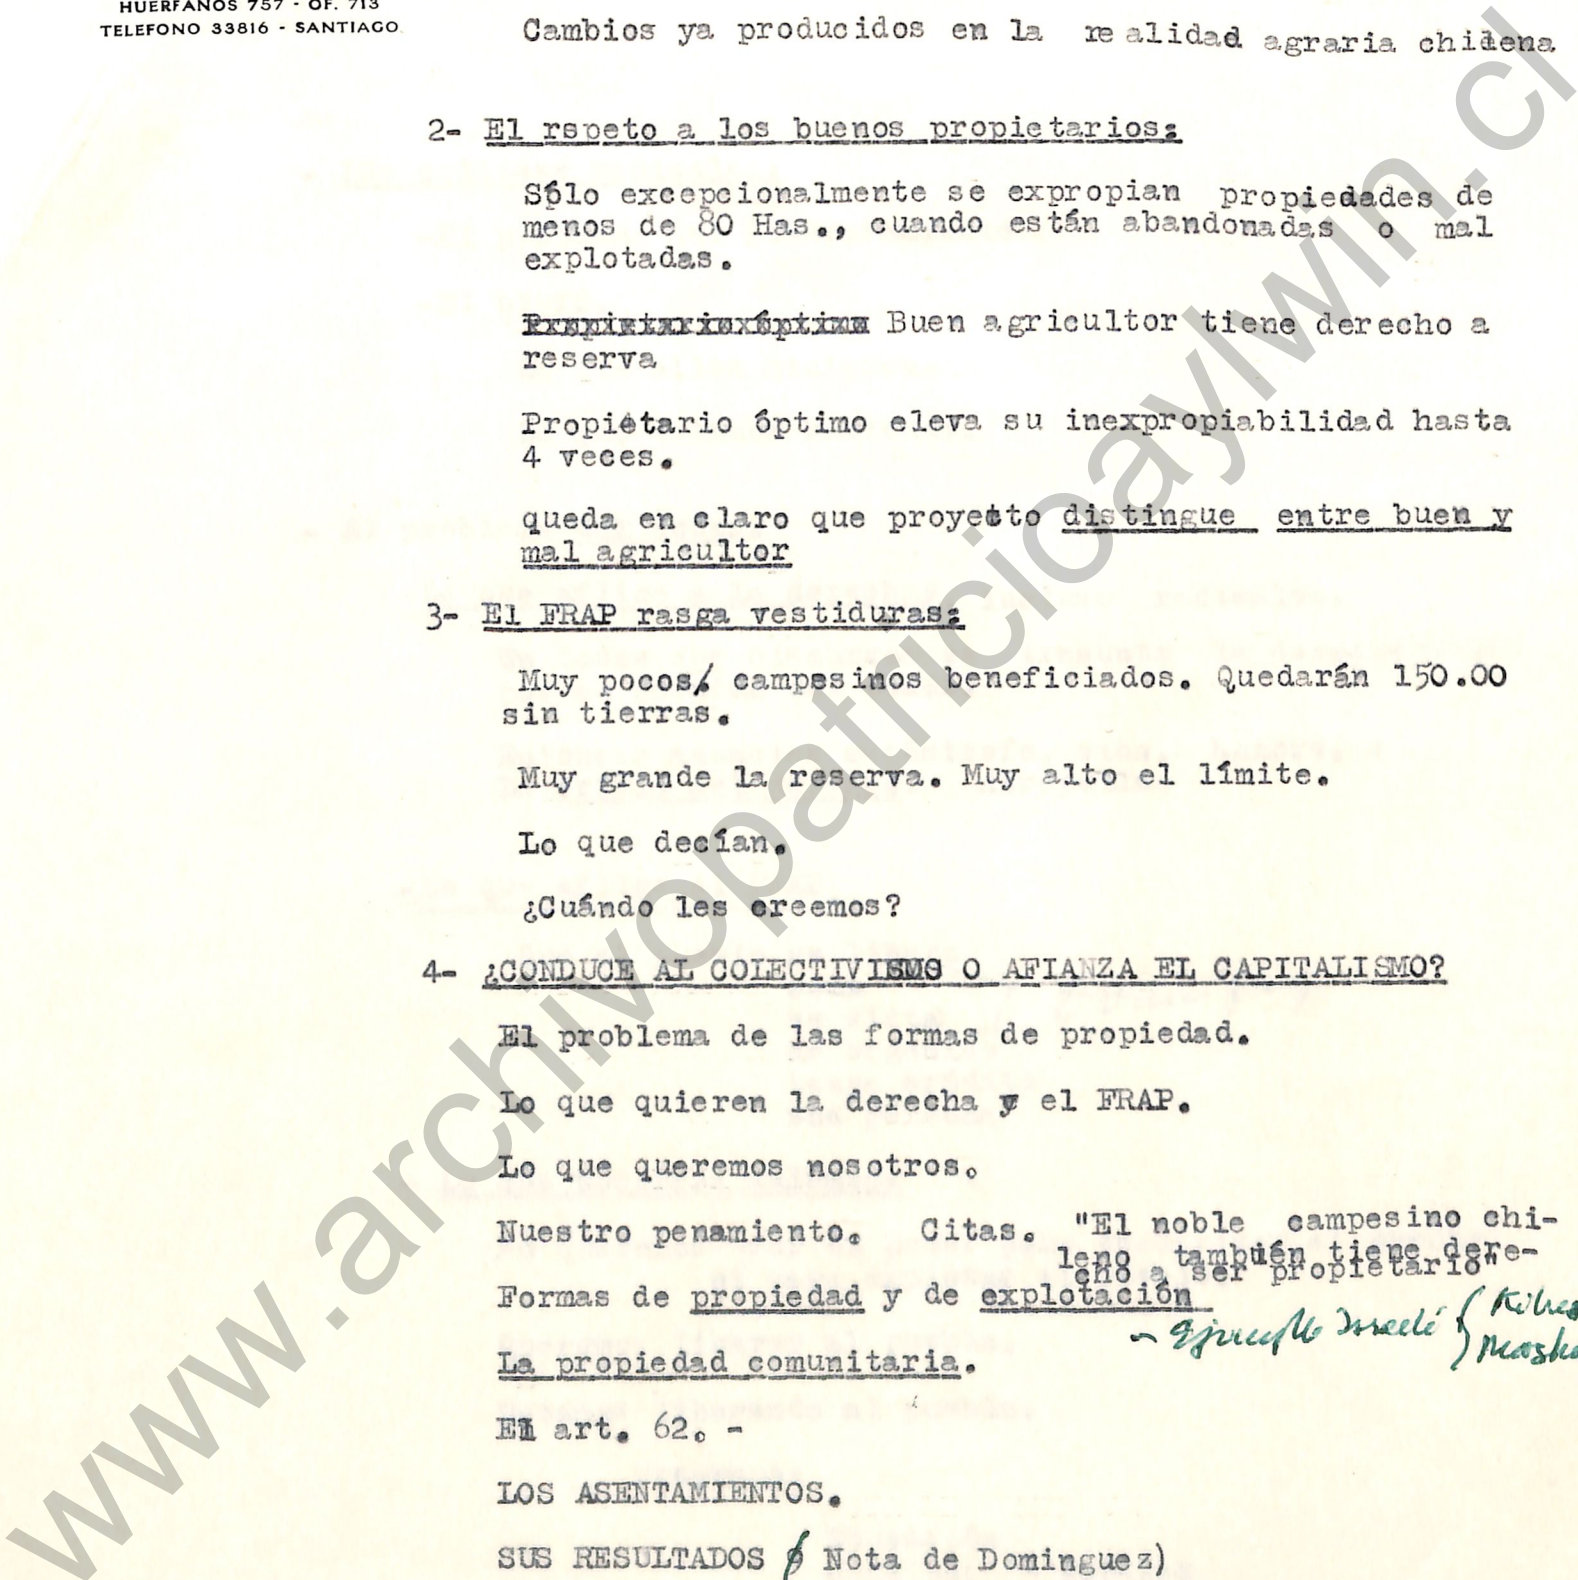 HUERFANOS 757 - OF. 713
TELEFONO 33816 - SANTIAGO
Cambios ya producidos en la realidad agraria chilena
2- El rspeto a los buenos propietarios:
Sólo excepcionalmente se expropian propiedades de
menos de 80 Has., cuando están abandonadas o mal
explotadas.
Buen agricultor tiene derecho a
reserva
Propietario óptimo eleva su inexpropiabilidad hasta
4 veces.
queda en claro que proyetto distingue entre buen y
mal agricultor
3- El FRAP rasga vestiduras:
Muy pocos campesinos beneficiados. Quedarán 150.00
sin tierras.
Muy grande la reserva. Muy alto el límite.
Lo que decían.
¿Cuándo les creemos?
4- ¿CONDUCE AL COLECTIVISMO O AFIANZA EL CAPITALISMO?
El problema de las formas de propiedad.
Lo que quieren la derecha y el FRAP.
Lo que queremos nosotros.
Nuestro penamiento. Citas. "El noble campesino chi-
leno también tiene dere-
cho a ser propietario"
Formas de propiedad y de explotación
La propiedad comunitaria.
El art. 62. -
LOS ASENTAMIENTOS.
SUS RESULTADOS ( Nota de Dominguez)
www.archivopatricioaylwin.cl